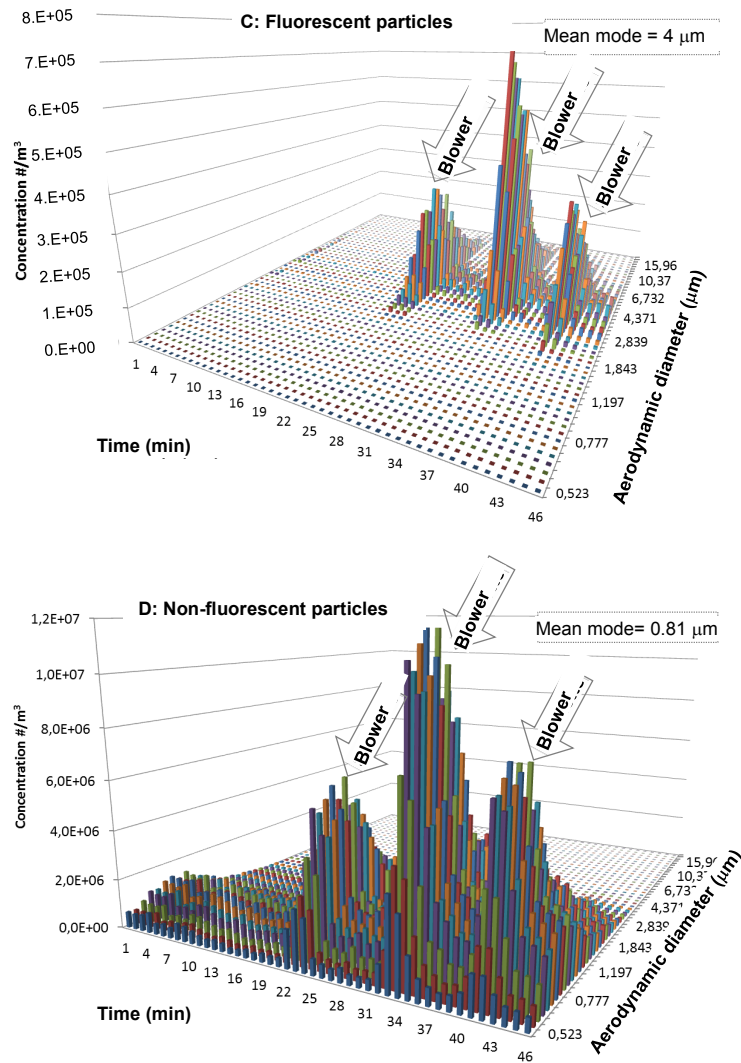 C: Fluorescent particles
Mean mode = 4 μm
8.E+05
7.E+05
6.E+05
5.E+05
4.E+05
3.E+05
2.E+05
1.E+05
0.E+00
Concentration #/m³
Blower
Blower
Blower
1 4 7 10 13 16 19 22 25 28 31 34 37 40 43 46
Time (min)
15,96
10,37
6,732
4,371
2,839
1,843
1,197
0,777
0,523
Aerodynamic diameter (μm)
D: Non-fluorescent particles
Mean mode= 0.81 μm
1,2E+07
1,0E+07
8,0E+06
6,0E+06
4,0E+06
2,0E+06
0,0E+00
Concentration #/m³
Blower
Blower
Blower
1 4 7 10 13 16 19 22 25 28 31 34 37 40 43 46
Time (min)
2,839
1,843
1,197
0,777
0,523
Aerodynamic diameter (μm)